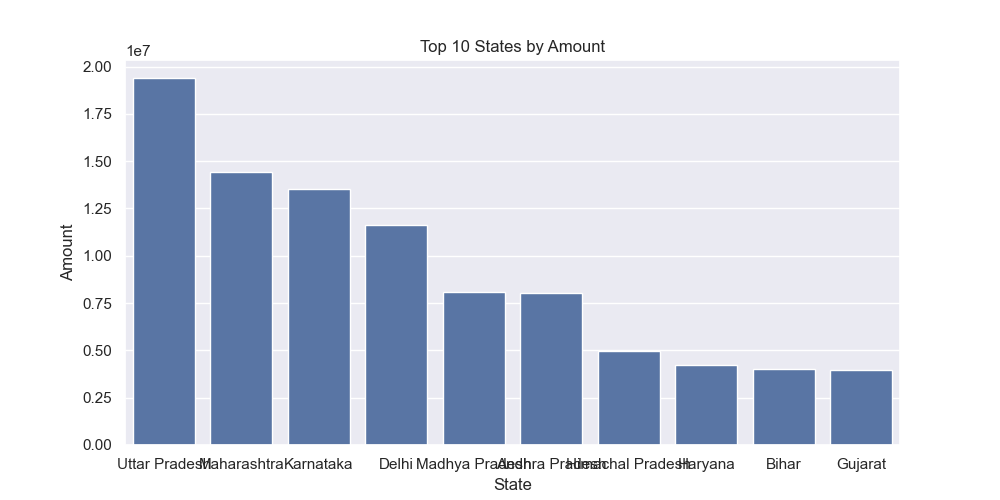 Top 10 States by Amount
1e7
2.00
1.75
1.50
1.25
1.00
0.75
0.50
0.25
0.00
Amount
Uttar Pradesh Maharashtra Karnataka Delhi Madhya Pradesh Andhra Pradesh Himachal Pradesh Haryana Bihar Gujarat
State